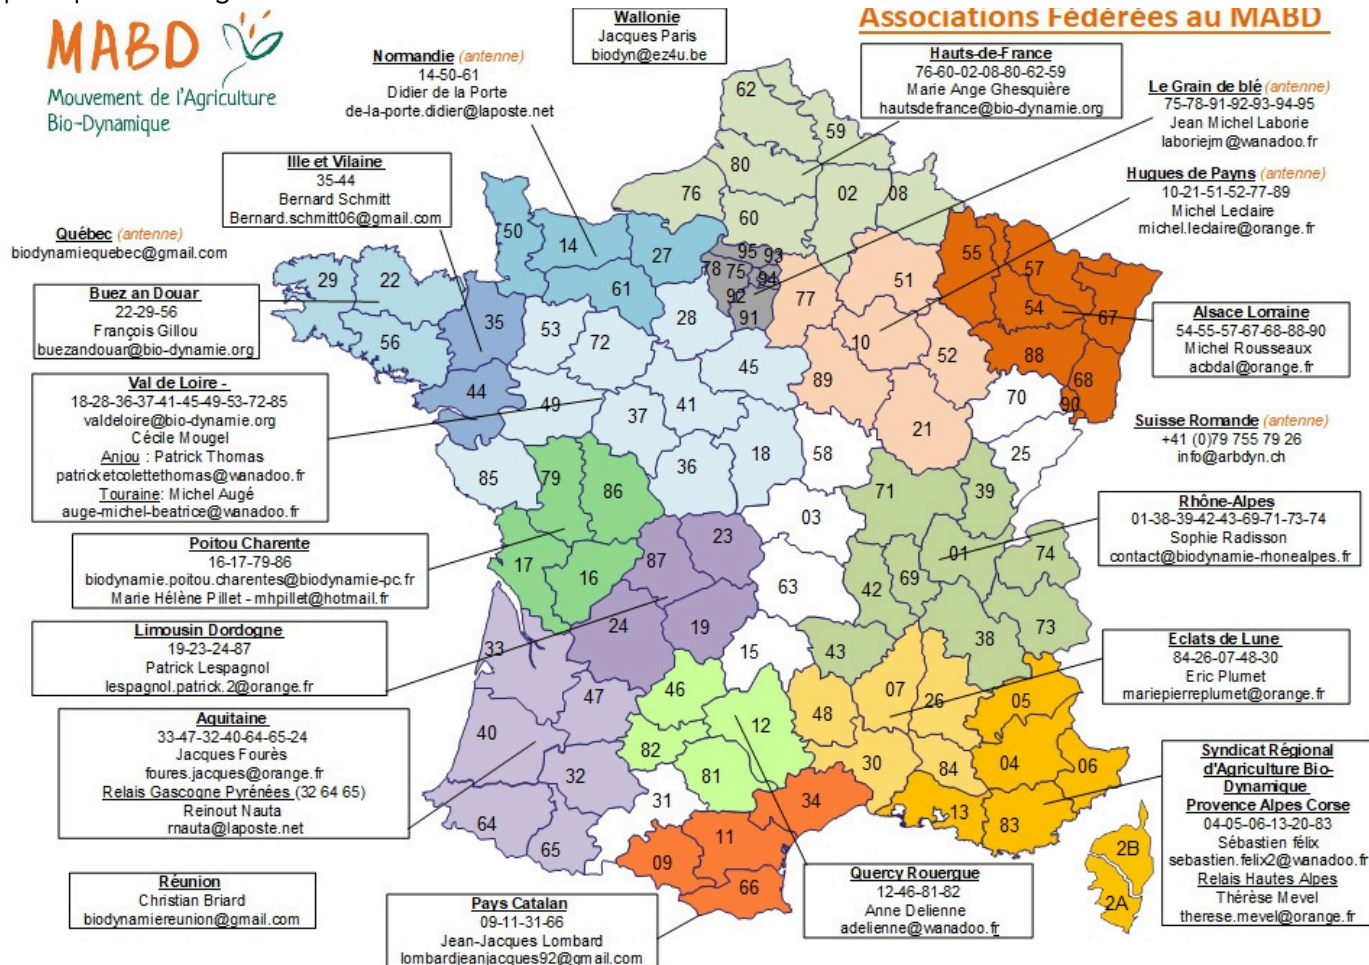 MABD
Mouvement de l'Agriculture
Bio-Dynamique
Associations Fédérées au MABD
Wallonie
Jacques Paris
biodyn@ez4u.be
Normandie (antenne)
14-50-61
Didier de la Porte
de-la-porte.didier@laposte.net
Hauts-de-France
76-60-02-08-80-62-59
Marie Ange Ghesquière
hautsdefrance@bio-dynamie.org
Le Grain de blé (antenne)
75-78-91-92-93-94-95
Jean Michel Laborie
laboriejm@wanadoo.fr
Ille et Vilaine
35-44
Bernard Schmitt
Bernard.schmitt06@gmail.com
Hugues de Payns (antenne)
10-21-51-52-77-89
Michel Leclaire
michel.leclaire@orange.fr
Québec (antenne)
biodynamiequebec@gmail.com
Buez an Douar
22-29-56
François Gillou
buezandouar@bio-dynamie.org
Alsace Lorraine
54-55-57-67-68-88-90
Michel Rousseaux
acbdal@orange.fr
Val de Loire -
18-28-36-37-41-45-49-53-72-85
valdeloire@bio-dynamie.org
Cécile Mougel
Anjou : Patrick Thomas
patricketcolettethomas@wanadoo.fr
Touraine: Michel Augé
auge-michel-beatrice@wanadoo.fr
Suisse Romande (antenne)
+41 (0)79 755 79 26
info@arbdyn.ch
Rhône-Alpes
01-38-39-42-43-69-71-73-74
Sophie Radisson
contact@biodynamie-rhonealpes.fr
Poitou Charente
16-17-79-86
biodynamie.poitou.charentes@biodynamie-pc.fr
Marie Hélène Pillet - mhpillet@hotmail.fr
Limousin Dordogne
19-23-24-87
Patrick Lespagnol
lespagnol.patrick.2@orange.fr
Eclats de Lune
84-26-07-48-30
Eric Plumet
mariepierreplumet@orange.fr
Aquitaine
33-47-32-40-64-65-24
Jacques Fourès
foures.jacques@orange.fr
Relais Gascogne Pyrénées (32 64 65)
Reinout Nauta
rnauta@laposte.net
Syndicat Régional
d'Agriculture Bio-
Dynamique
Provence Alpes Corse
04-05-06-13-20-83
Sébastien félix
sebastien.felix2@wanadoo.fr
Relais Hautes Alpes
Thérèse Mevel
therese.mevel@orange.fr
Réunion
Christian Briard
biodynamiereunion@gmail.com
Pays Catalan
09-11-31-66
Jean-Jacques Lombard
lombardjeanjacques92@gmail.com
Quercy Rouergue
12-46-81-82
Anne Delienne
adelienne@wanadoo.fr
62
59
80
76
02
08
60
50
14
27
61
95
93
78
75
94
92
91
77
51
55
57
54
67
88
68
90
10
52
89
21
70
25
29
22
56
35
44
53
72
28
45
49
37
41
18
36
85
58
79
86
17
16
03
71
39
01
74
42
69
73
38
43
87
23
24
19
63
15
33
47
40
32
64
65
46
12
82
81
31
48
07
26
30
84
05
04
06
13
83
34
11
09
66
2B
2A